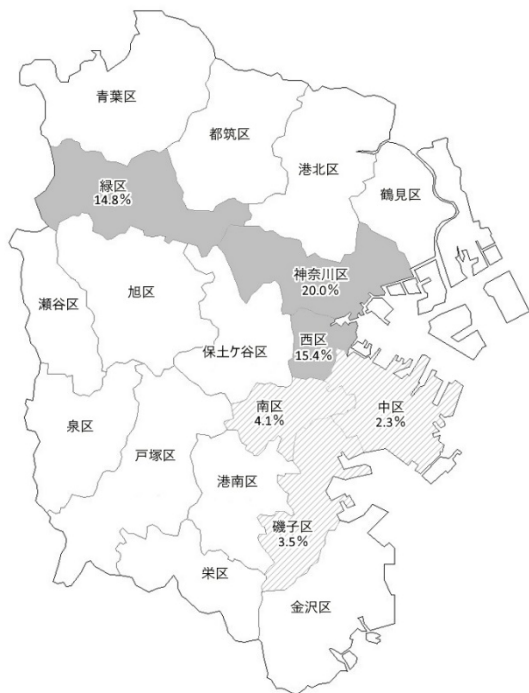 青葉区
都筑区
港北区
鶴見区
緑区
14.8%
神奈川区
20.0%
瀬谷区
旭区
保土ケ谷区
西区
15.4%
南区
4.1%
中区
2.3%
泉区
戸塚区
港南区
磯子区
3.5%
栄区
金沢区